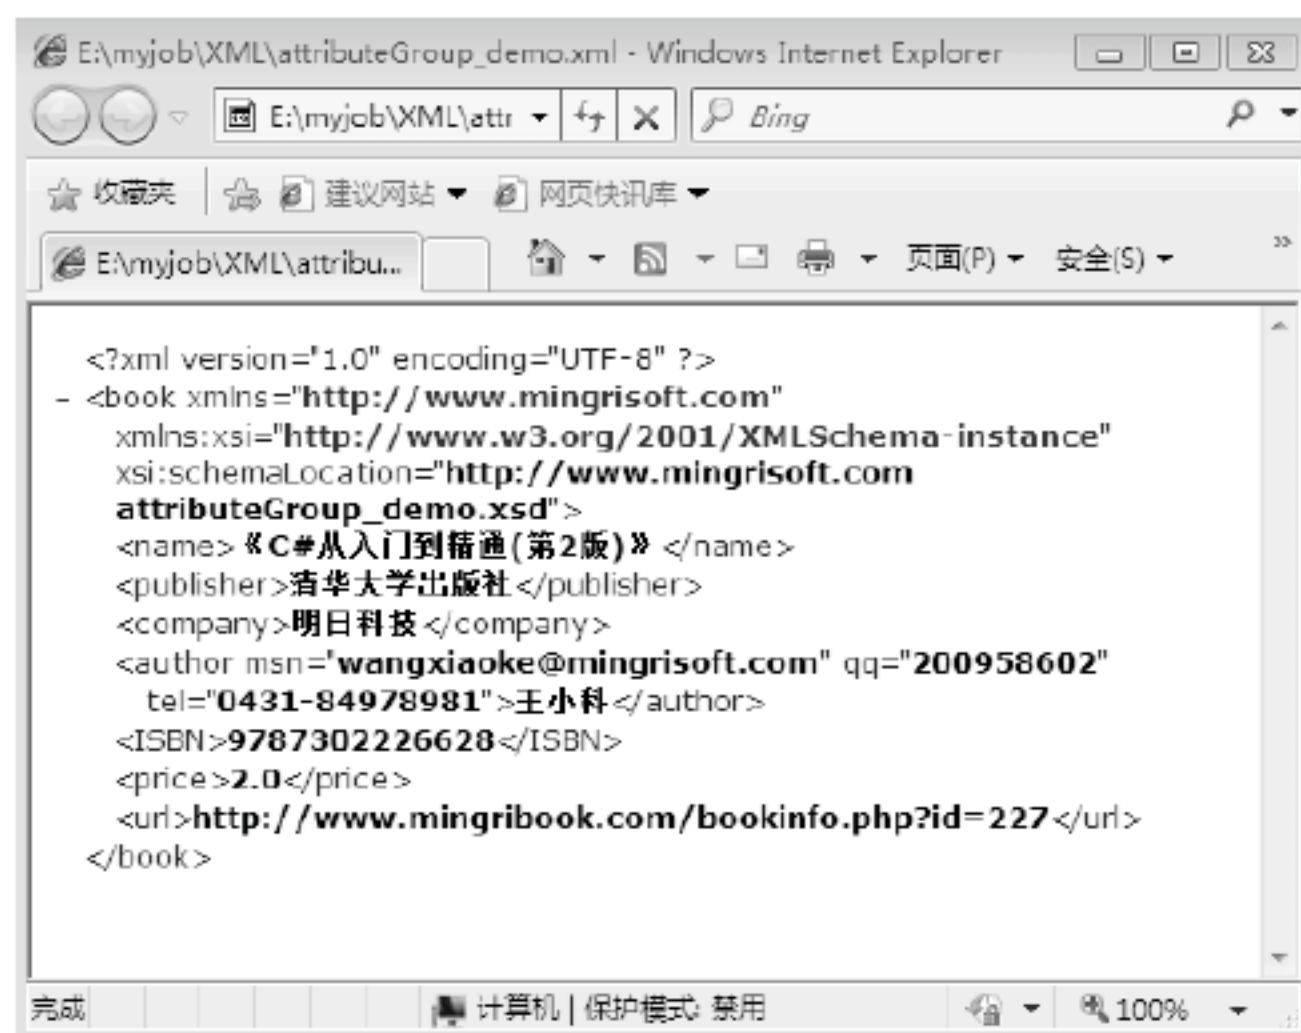 E:\myjob\XML\attributeGroup_demo.xml - Windows Internet Explorer
E:\myjob\XML\attr
Bing
收藏夹 建议网站 网页快讯库
E:\myjob\XML\attribu... 页面(P) 安全(S) »
<?xml version="1.0" encoding="UTF-8" ?>
- <book xmlns="http://www.mingrisoft.com"
xmlns:xsi="http://www.w3.org/2001/XMLSchema-instance"
xsi:schemaLocation="http://www.mingrisoft.com
attributeGroup_demo.xsd">
<name>《C#从入门到精通(第2版)》</name>
<publisher>清华大学出版社</publisher>
<company>明日科技</company>
<author msn="wangxiaoke@mingrisoft.com" qq="200958602"
tel="0431-84978981">王小科</author>
<ISBN>9787302226628</ISBN>
<price>2.0</price>
<url>http://www.mingribook.com/bookinfo.php?id=227</url>
</book>
完成 计算机 | 保护模式: 禁用 100%